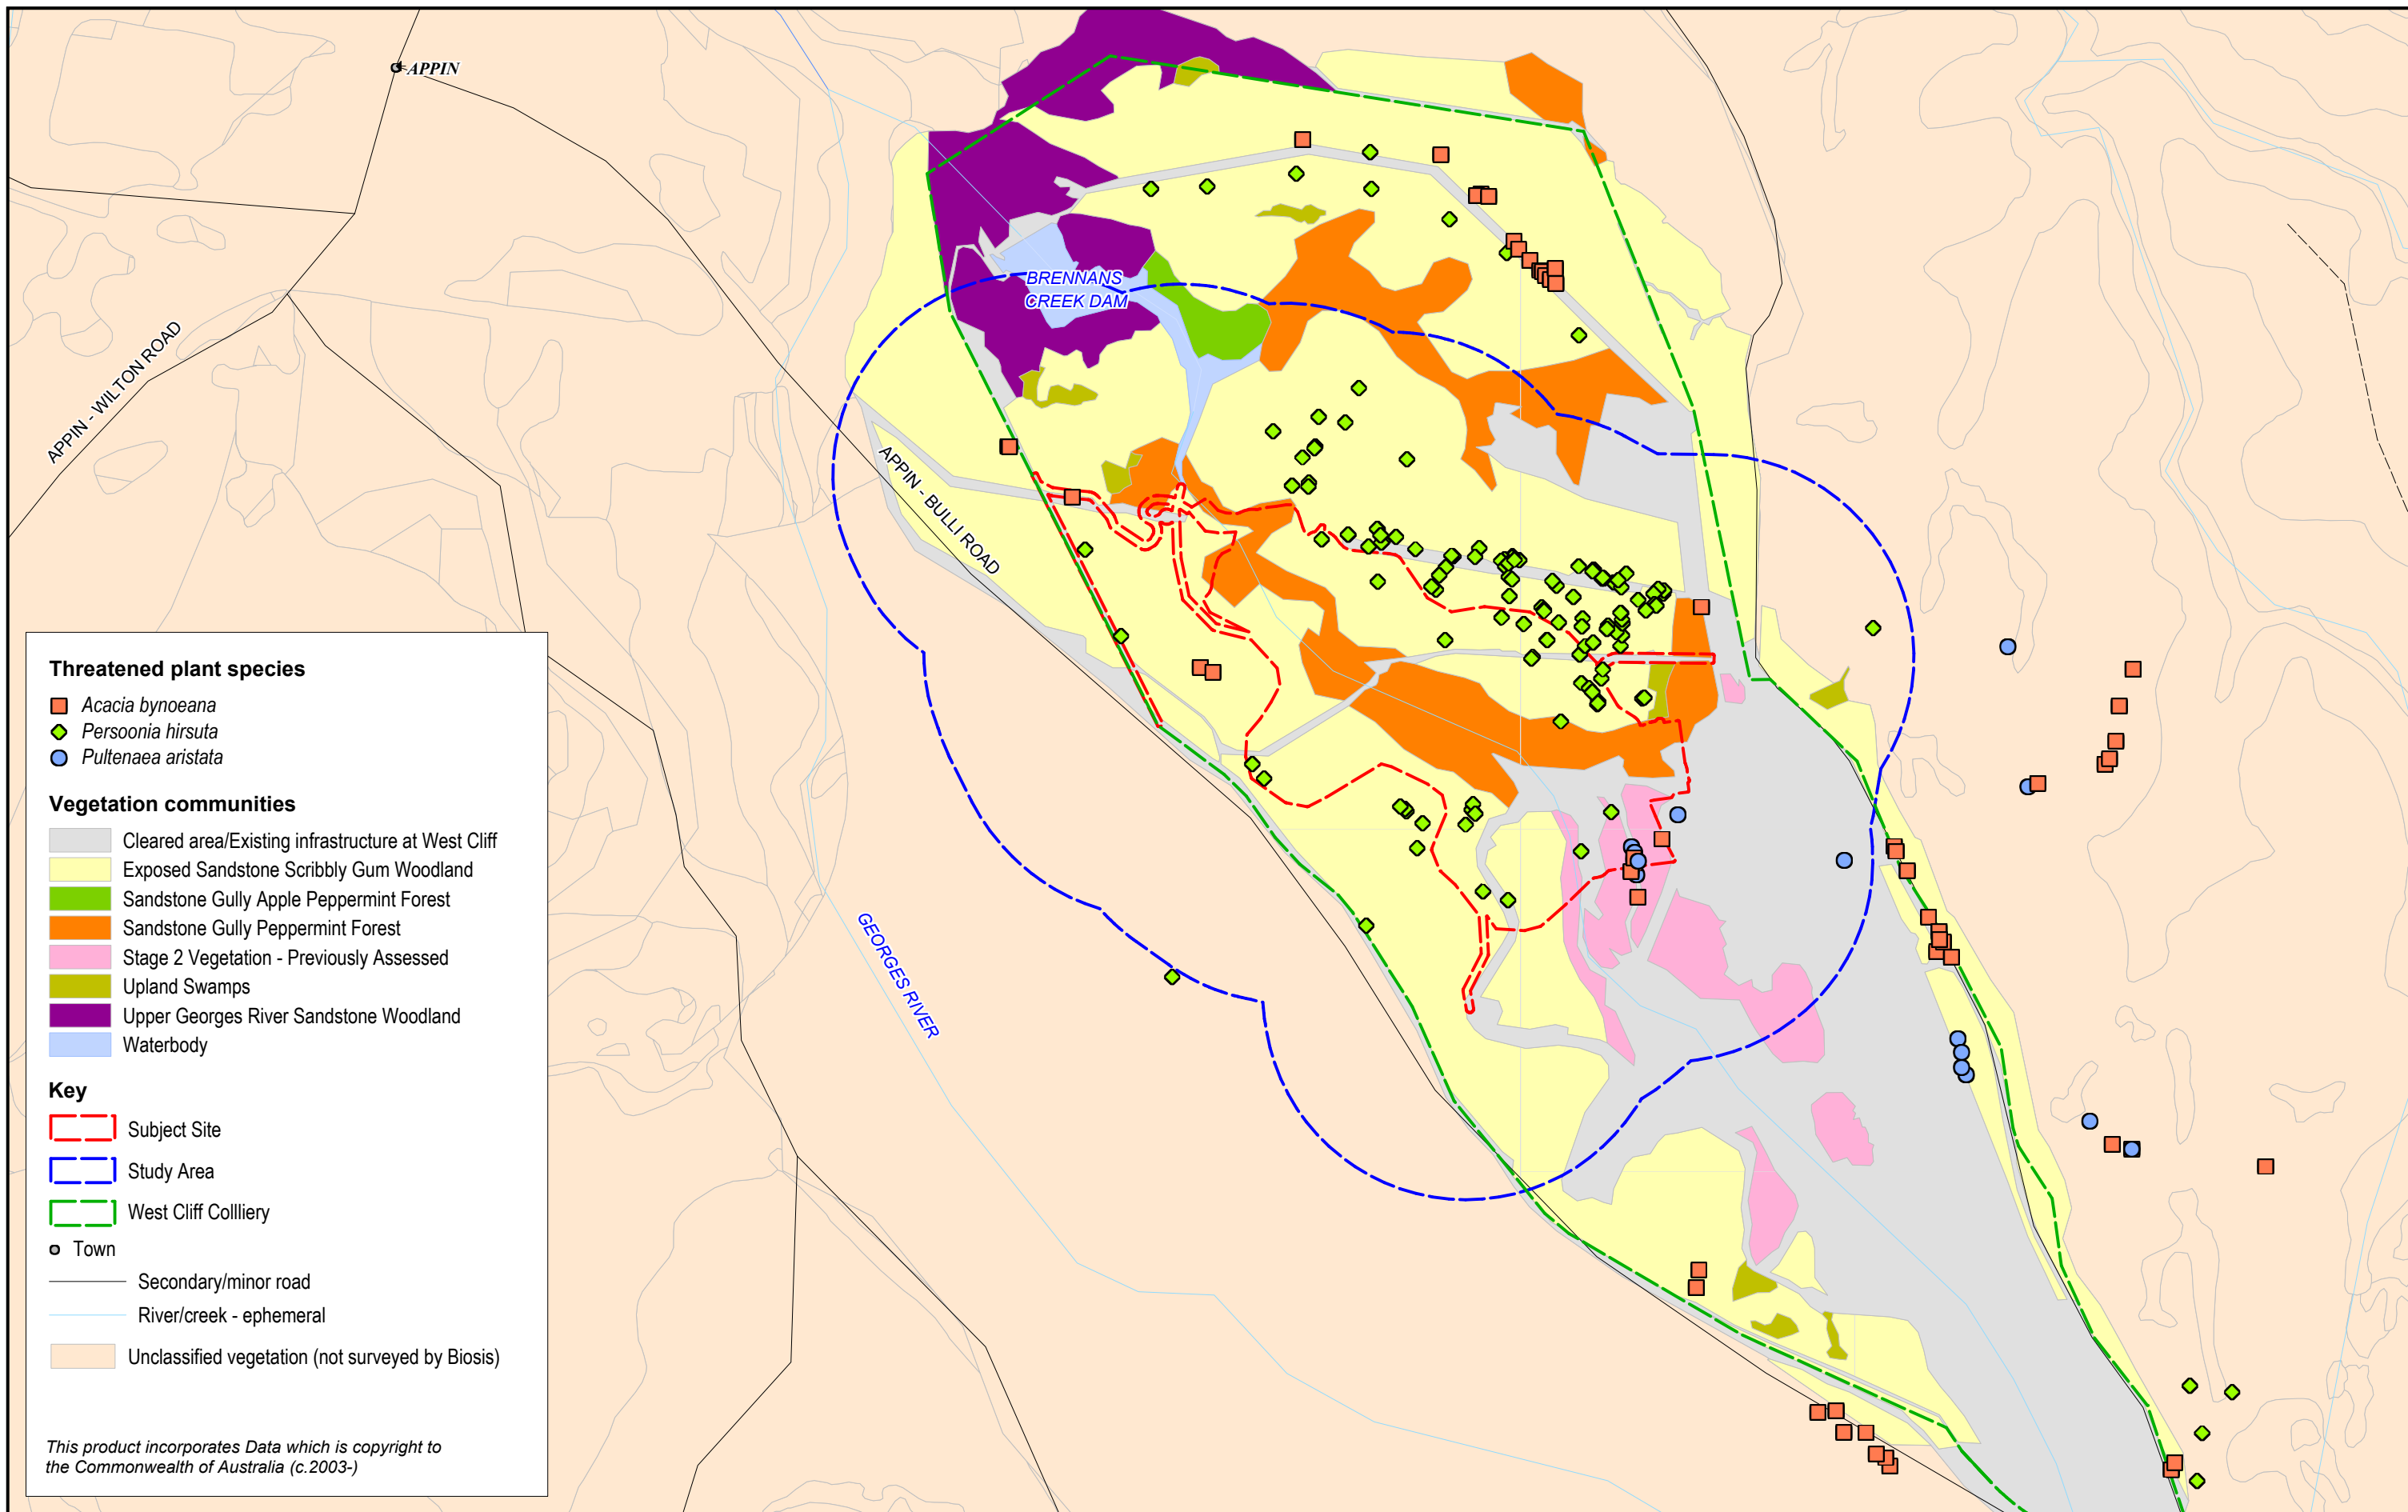 APPIN
BRENNANS
CREEK DAM
APPIN - WILTON ROAD
APPIN - BULLI ROAD
GEORGES RIVER
Threatened plant species
Acacia bynoeana
Persoonia hirsuta
Pultenaea aristata
Vegetation communities
Cleared area/Existing infrastructure at West Cliff
Exposed Sandstone Scribbly Gum Woodland
Sandstone Gully Apple Peppermint Forest
Sandstone Gully Peppermint Forest
Stage 2 Vegetation - Previously Assessed
Upland Swamps
Upper Georges River Sandstone Woodland
Waterbody
Key
Subject Site
Study Area
West Cliff Collliery
Town
Secondary/minor road
River/creek - ephemeral
Unclassified vegetation (not surveyed by Biosis)
This product incorporates Data which is copyright to
the Commonwealth of Australia (c.2003-)